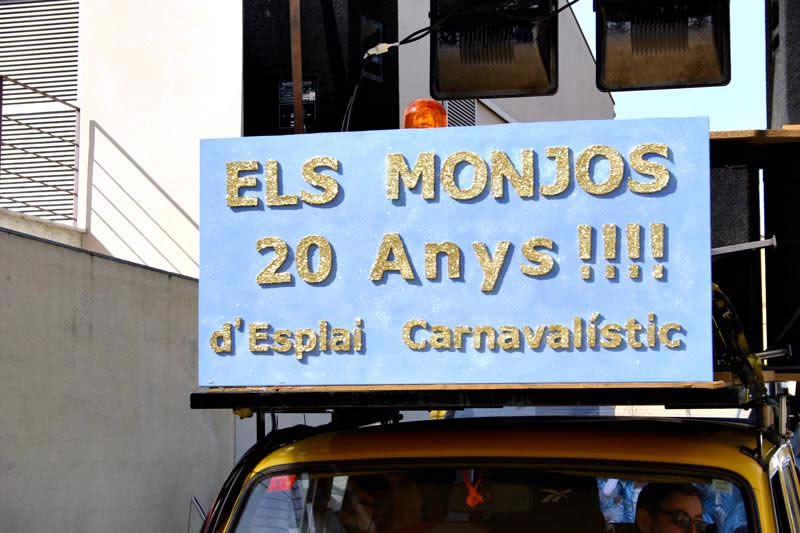 ELS MONJOS
20 Anys !!!!
d'Esplai Carnavalístic